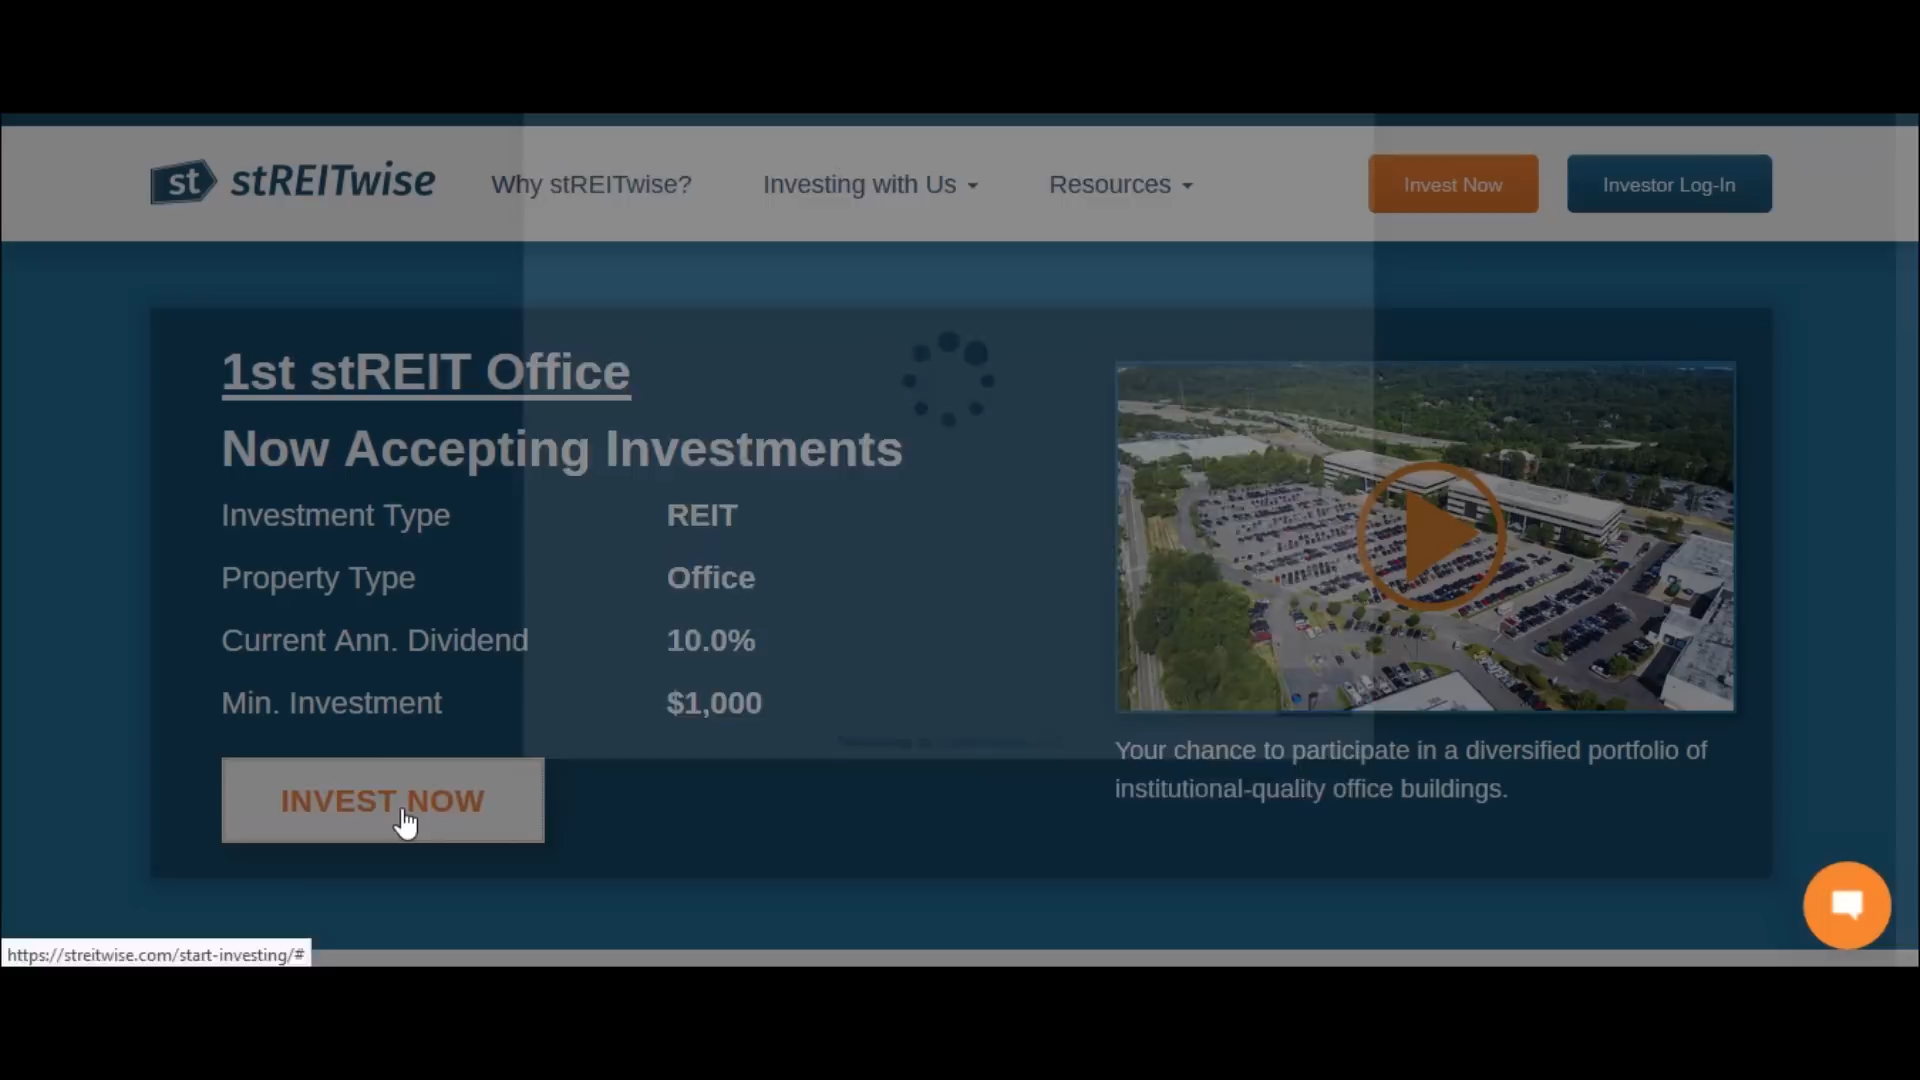 st stREITwise
Why stREITwise?
Investing with Us
Resources
Invest Now
Investor Log-In
1st stREIT Office
Now Accepting Investments
Investment Type REIT
Property Type Office
Current Ann. Dividend 10.0%
Min. Investment $1,000
INVEST NOW
Your chance to participate in a diversified portfolio of
institutional-quality office buildings.
https://streitwise.com/start-investing/#